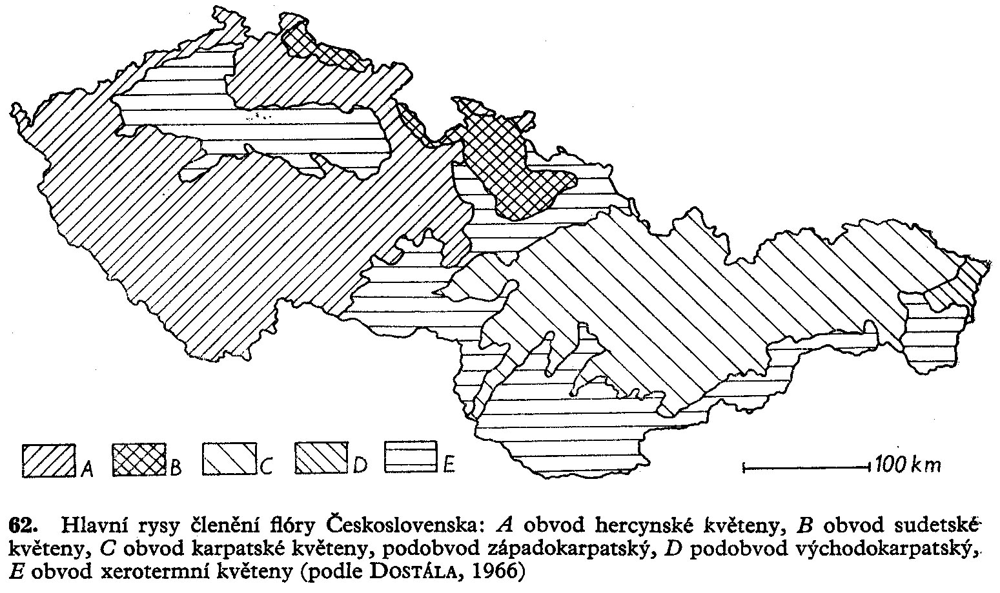 A B C D E 100 km
62. Hlavní rysy členění flóry Československa: A obvod hercynské květeny, B obvod sudetské
květeny, C obvod karpatské květeny, podobvod západokarpatský, D podobvod východokarpatský,
E obvod xerotermní květeny (podle DOSTÁLA, 1966)